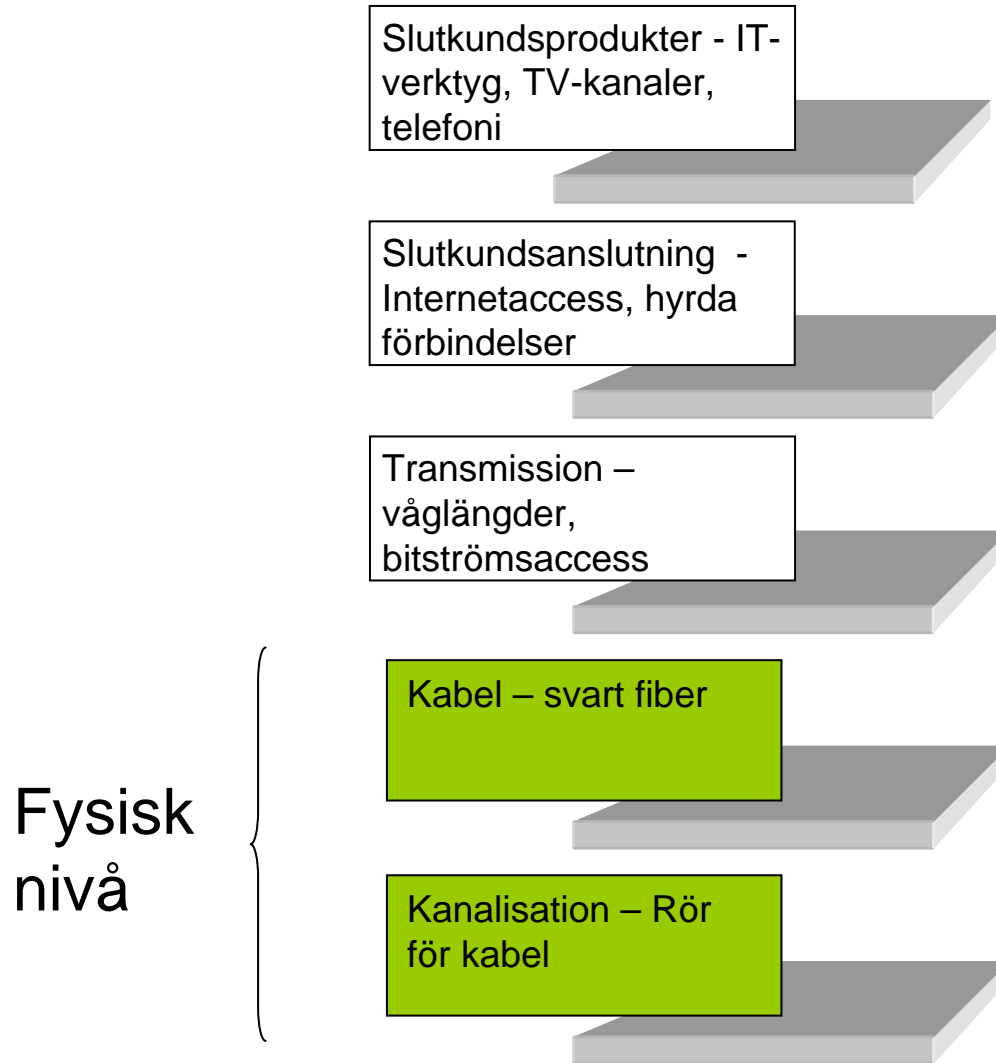 Slutkundsprodukter - IT-
verktyg, TV-kanaler,
telefoni
Slutkundsanslutning -
Internetaccess, hyrda
förbindelser
Transmission –
våglängder,
bitströmsaccess
Kabel – svart fiber
Fysisk
nivå
Kanalisation – Rör
för kabel